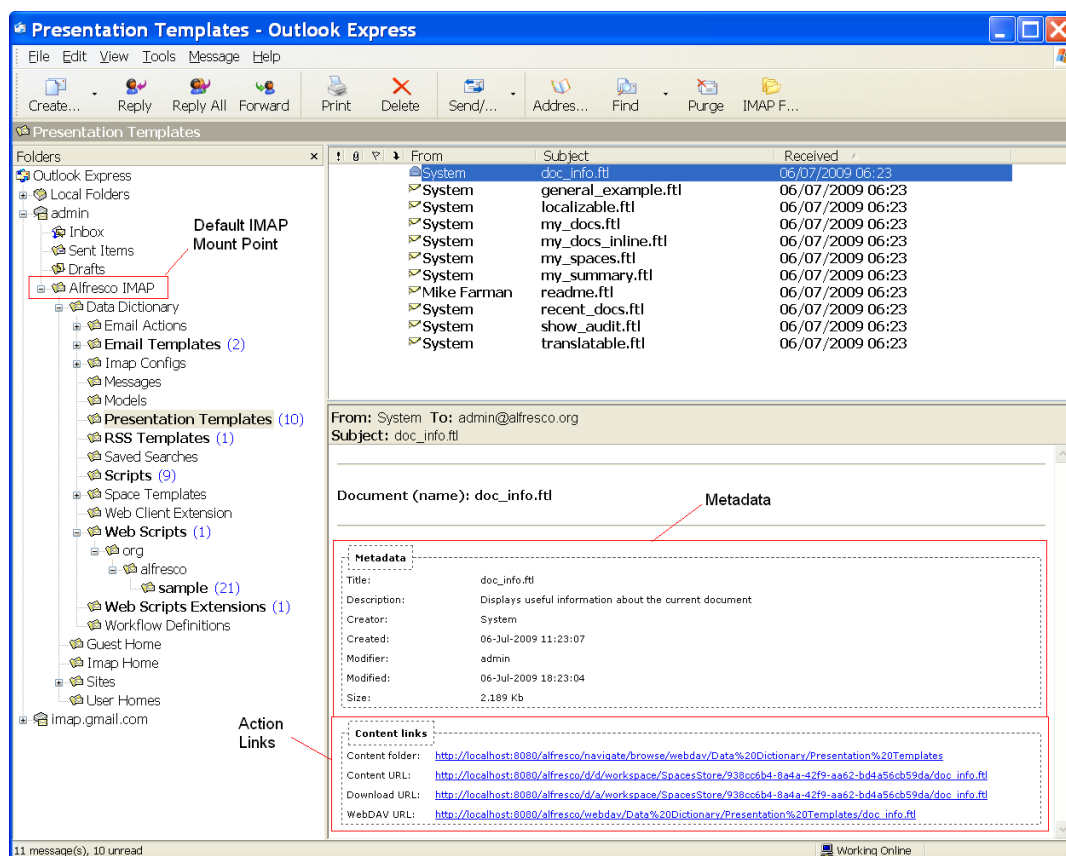 Presentation Templates - Outlook Express
File Edit View Tools Message Help
Create... Reply Reply All Forward Print Delete Send/... Addres... Find Purge IMAP F...
Presentation Templates
Folders x
Outlook Express
Local Folders
admin
Inbox
Sent Items
Drafts
Alfresco IMAP
Data Dictionary
Email Actions
Email Templates (2)
Imap Configs
Messages
Models
Presentation Templates (10)
RSS Templates (1)
Saved Searches
Scripts (9)
Space Templates
Web Client Extension
Web Scripts (1)
org
alfresco
sample (21)
Web Scripts Extensions (1)
Workflow Definitions
Guest Home
Imap Home
Sites
User Homes
imap.gmail.com
Default IMAP
Mount Point
Action
Links
! From Subject Received
System doc_info.ftl 06/07/2009 06:23
System general_example.ftl 06/07/2009 06:23
System localizable.ftl 06/07/2009 06:23
System my_docs.ftl 06/07/2009 06:23
System my_docs_inline.ftl 06/07/2009 06:23
System my_spaces.ftl 06/07/2009 06:23
System my_summary.ftl 06/07/2009 06:23
Mike Farman readme.ftl 06/07/2009 06:23
System recent_docs.ftl 06/07/2009 06:23
System show_audit.ftl 06/07/2009 06:23
System translatable.ftl 06/07/2009 06:23
From: System To: admin@alfresco.org
Subject: doc_info.ftl
Document (name): doc_info.ftl
Metadata
Metadata
Title: doc_info.ftl
Description: Displays useful information about the current document
Creator: System
Created: 06-Jul-2009 11:23:07
Modifier: admin
Modified: 06-Jul-2009 18:23:04
Size: 2.189 Kb
Content links
Content folder: http://localhost:8080/alfresco/navigate/browse/webdav/Data%20Dictionary/Presentation%20Templates
Content URL: http://localhost:8080/alfresco/d/d/workspace/SpacesStore/938cc6b4-8a4a-42f9-aa62-bd4a56cb59da/doc_info.ftl
Download URL: http://localhost:8080/alfresco/d/a/workspace/SpacesStore/938cc6b4-8a4a-42f9-aa62-bd4a56cb59da/doc_info.ftl
WebDAV URL: http://localhost:8080/alfresco/webdav/Data%20Dictionary/Presentation%20Templates/doc_info.ftl
11 message(s), 10 unread
Working Online